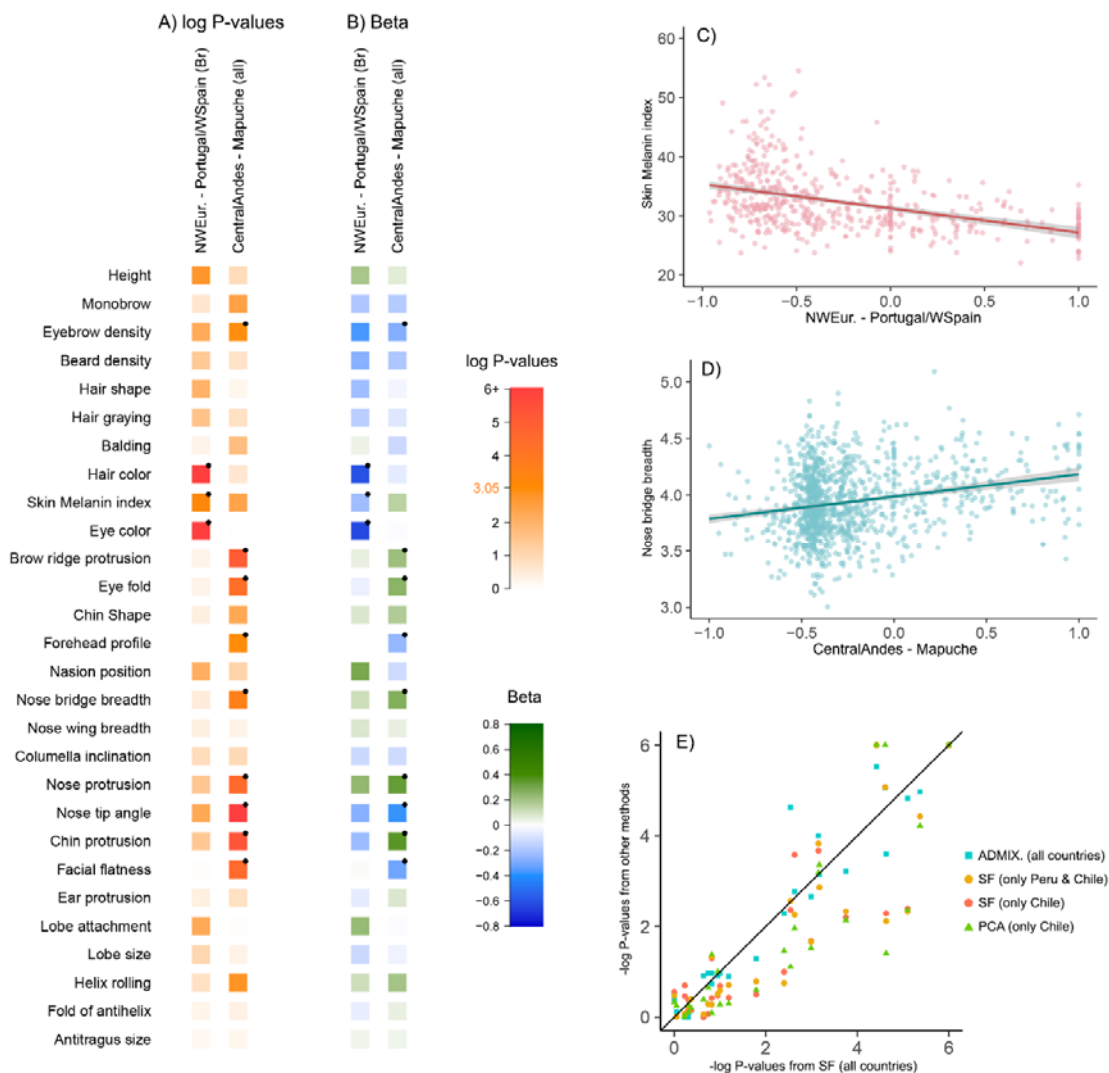 A) log P-values
B) Beta
NWEur. - Portugal/WSpain (Br)
CentralAndes - Mapuche (all)
NWEur. - Portugal/WSpain (Br)
CentralAndes - Mapuche (all)
Height
Monobrow
Eyebrow density
Beard density
Hair shape
Hair graying
Balding
Hair color
Skin Melanin index
Eye color
Brow ridge protrusion
Eye fold
Chin Shape
Forehead profile
Nasion position
Nose bridge breadth
Nose wing breadth
Columella inclination
Nose protrusion
Nose tip angle
Chin protrusion
Facial flatness
Ear protrusion
Lobe attachment
Lobe size
Helix rolling
Fold of antihelix
Antitragus size
log P-values
6+
5
4
3.05
2
1
0
Beta
0.8
0.6
0.4
0.2
0
−0.2
−0.4
−0.6
−0.8
C)
Skin Melanin index
60
50
40
30
20
−1.0
−0.5
0.0
0.5
1.0
NWEur. - Portugal/WSpain
D)
Nose bridge breadth
5.0
4.5
4.0
3.5
3.0
−1.0
−0.5
0.0
0.5
1.0
CentralAndes - Mapuche
E)
-log P-values from other methods
6
4
2
0
0
2
4
6
-log P-values from SF (all countries)
ADMIX. (all countries)
SF (only Peru & Chile)
SF (only Chile)
PCA (only Chile)